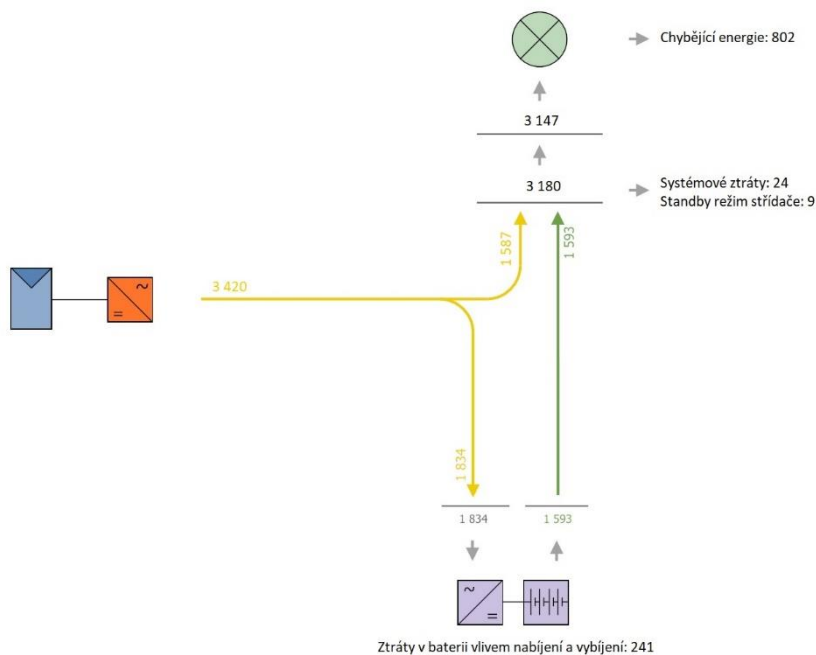 Chybějící energie: 802
3 147
3 180
Systémové ztráty: 24
Standby režim střídače: 9
1 587
1 593
3 420
1 834
1 834
1 593
Ztráty v baterii vlivem nabíjení a vybíjení: 241